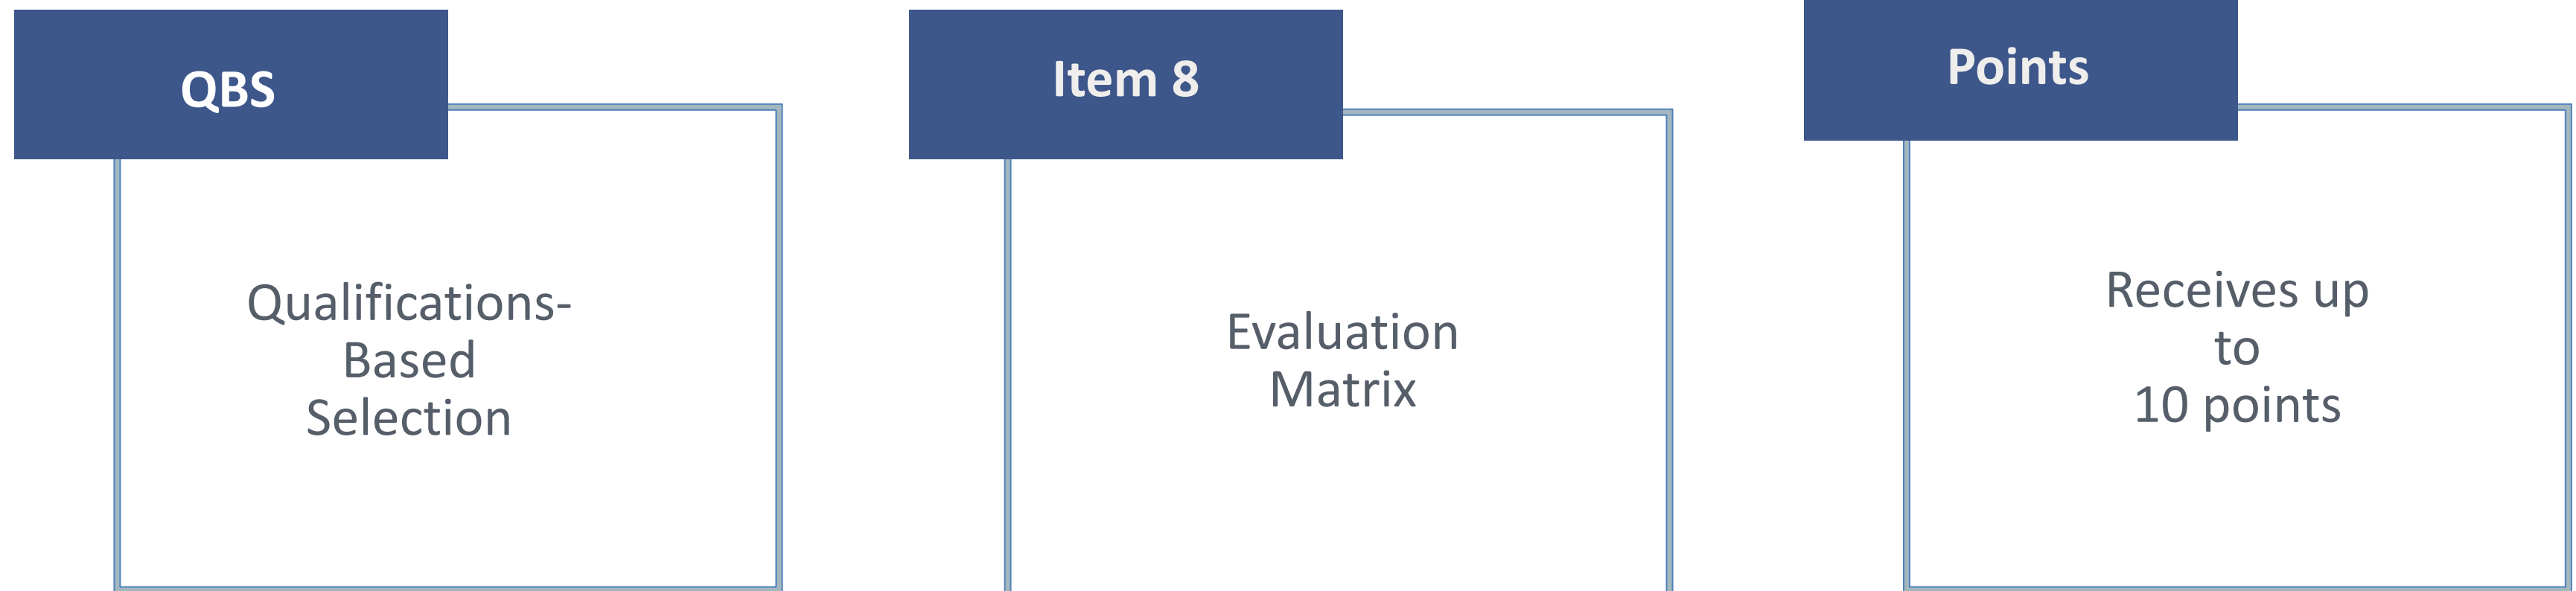 QBS
Qualifications-
Based
Selection
Item 8
Evaluation
Matrix
Points
Receives up
to
10 points